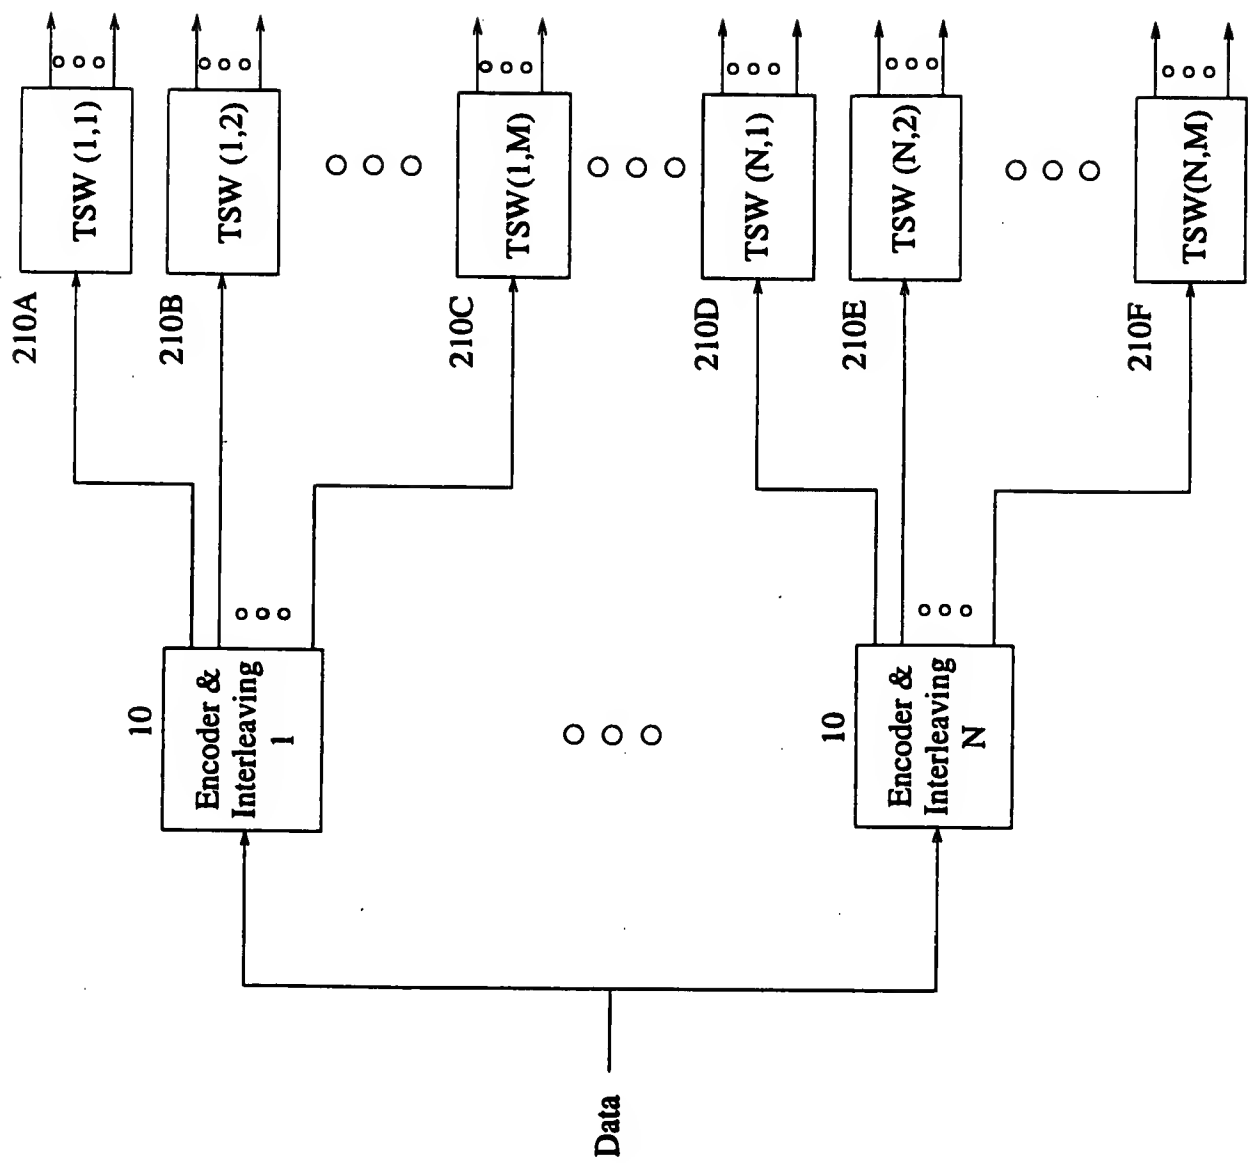 Data
10
Encoder &
Interleaving
1
10
Encoder &
Interleaving
N
210A
TSW (1,1)
210B
TSW (1,2)
210C
TSW(1,M)
210D
TSW (N,1)
210E
TSW (N,2)
210F
TSW(N,M)